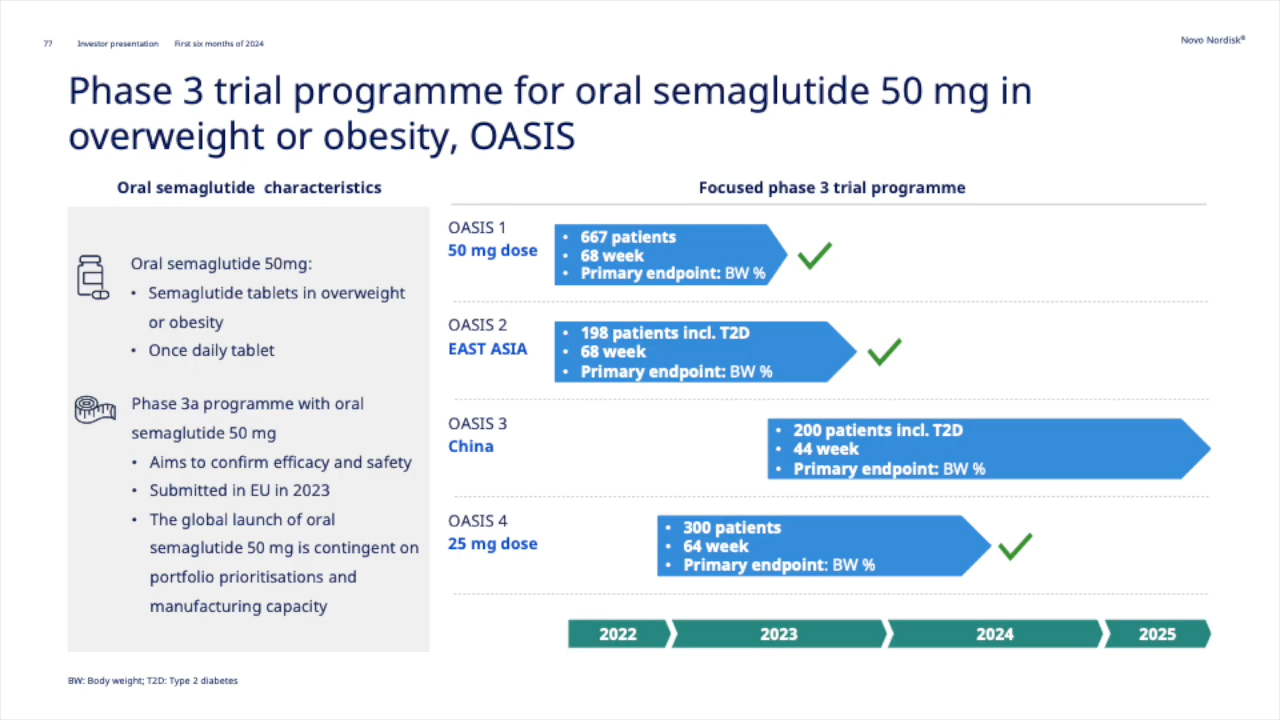 77 Investor presentation First six months of 2024
Novo Nordisk®
Phase 3 trial programme for oral semaglutide 50 mg in
overweight or obesity, OASIS
Oral semaglutide characteristics
Oral semaglutide 50mg:
• Semaglutide tablets in overweight
or obesity
• Once daily tablet
Phase 3a programme with oral
semaglutide 50 mg
• Aims to confirm efficacy and safety
• Submitted in EU in 2023
• The global launch of oral
semaglutide 50 mg is contingent on
portfolio prioritisations and
manufacturing capacity
Focused phase 3 trial programme
OASIS 1
50 mg dose
• 667 patients
• 68 week
• Primary endpoint: BW %
OASIS 2
EAST ASIA
• 198 patients incl. T2D
• 68 week
• Primary endpoint: BW %
OASIS 3
China
• 200 patients incl. T2D
• 44 week
• Primary endpoint: BW %
OASIS 4
25 mg dose
• 300 patients
• 64 week
• Primary endpoint: BW %
2022 2023 2024 2025
BW: Body weight; T2D: Type 2 diabetes